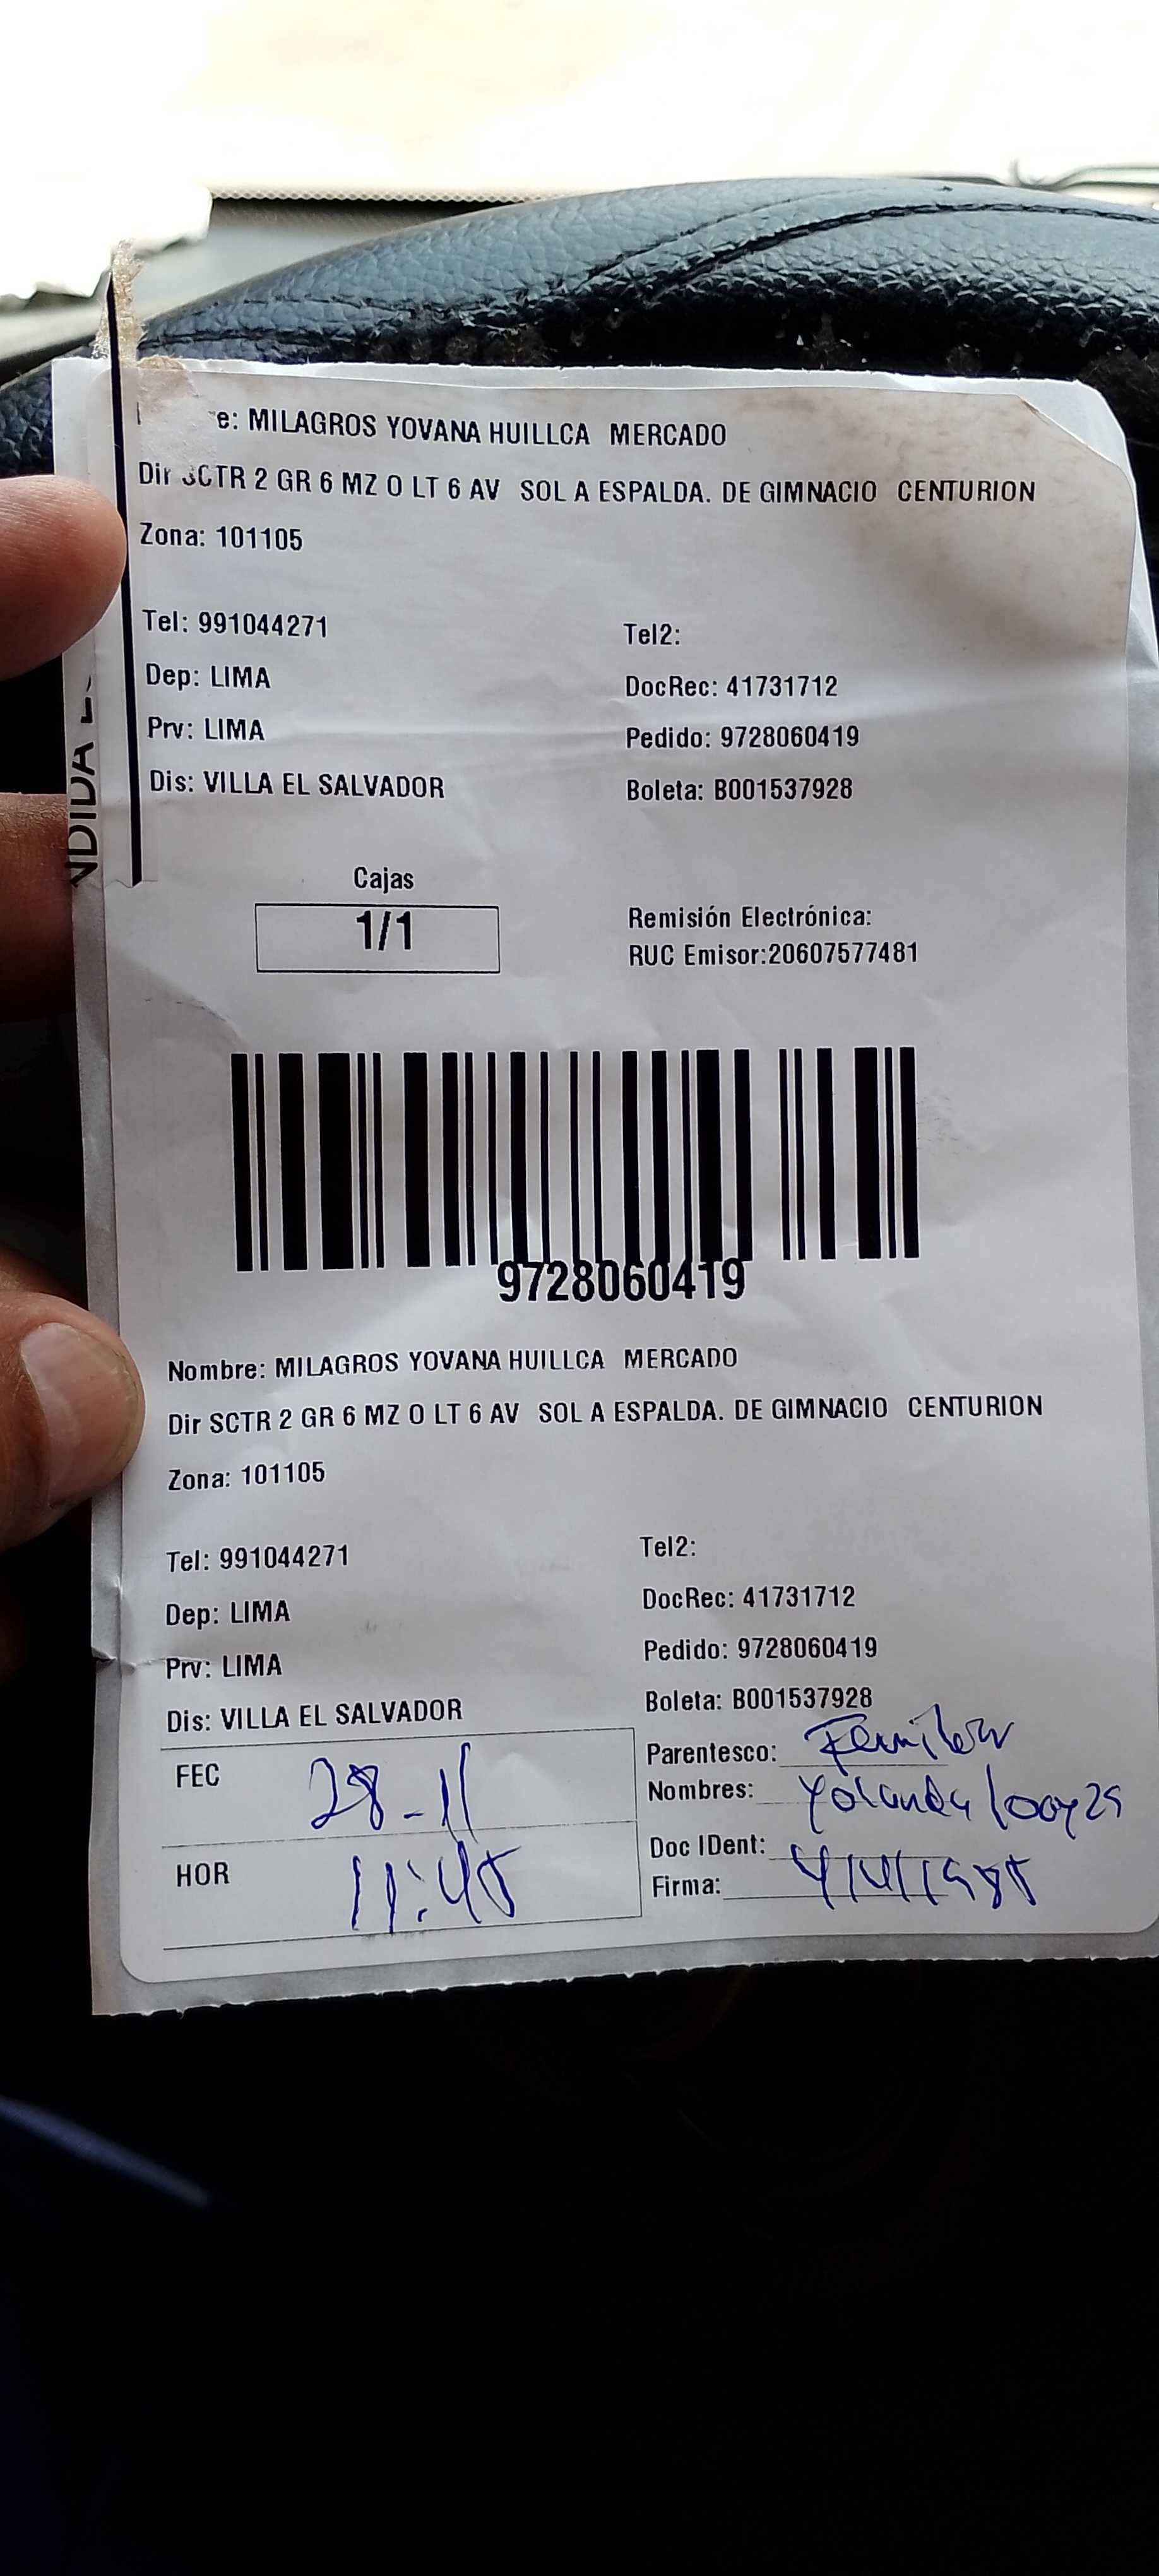 e: MILAGROS YOVANA HUILLCA MERCADO
Dir SCTR 2 GR 6 MZ O LT 6 AV SOL A ESPALDA. DE GIMNACIO CENTURION
Zona: 101105
Tel: 991044271
Tel2:
Dep: LIMA
DocRec: 41731712
Prv: LIMA
Pedido: 9728060419
Dis: VILLA EL SALVADOR
Boleta: B001537928
Cajas
1/1
Remisión Electrónica:
RUC Emisor:20607577481
9728060419
Nombre: MILAGROS YOVANA HUILLCA MERCADO
Dir SCTR 2 GR 6 MZ O LT 6 AV SOL A ESPALDA. DE GIMNACIO CENTURION
Zona: 101105
Tel: 991044271
Tel2:
Dep: LIMA
DocRec: 41731712
Prv: LIMA
Pedido: 9728060419
Dis: VILLA EL SALVADOR
Boleta: B001537928
FEC 28-11
Parentesco: Familiar
Nombres: Yolanda
HOR 11:45
Doc IDent:
Firma: